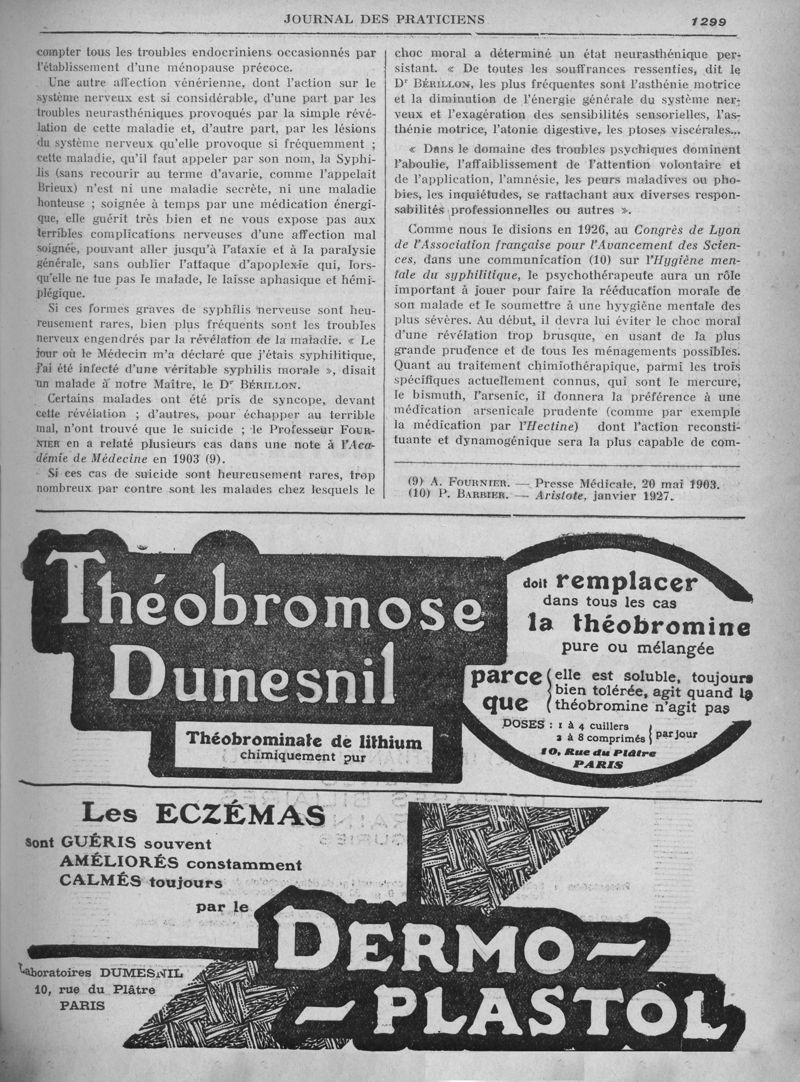 JOURNAL DES PRATICIENS
1299
compter tous les troubles endocriniens occasionnés par
l'établissement d'une ménopause précoce.
Une autre affection vénérienne, dont l'action sur le
système nerveux est si considérable, d'une part par les
troubles neurasthéniques provoqués par la simple révé-
lation de cette maladie et, d'autre part, par les lésions
du système nerveux qu'elle provoque si fréquemment ;
cette maladie, qu'il faut appeler par son nom, la Syphi-
lis (sans recourir au terme d'avarie, comme l'appelait
Brieux) n'est ni une maladie secrète, ni une maladie
honteuse ; soignée à temps par une médication énergi-
que, elle guérit très bien et ne vous expose pas aux
terribles complications nerveuses d'une affection mal
soignée, pouvant aller jusqu'à l'ataxie et à la paralysie
générale, sans oublier l'attaque d'apoplexie qui, lors-
qu'elle ne tue pas le malade, le laisse aphasique et hémi-
plégique.
Si ces formes graves de syphilis nerveuse sont heu-
reusement rares, bien plus fréquents sont les troubles
nerveux engendrés par la révélation de la maladie. « Le
jour où le Médecin m'a déclaré que j'étais syphilitique,
j'ai été infecté d'une véritable syphilis morale », disait
un malade à notre Maître, le Dr BÉRILLON.
Certains malades ont été pris de syncope, devant
cette révélation ; d'autres, pour échapper au terrible
mal, n'ont trouvé que le suicide ; le Professeur FOUR-
NIER en a relaté plusieurs cas dans une note à l'Aca-
démie de Médecine en 1903 (9).
Si ces cas de suicide sont heureusement rares, trop
nombreux par contre sont les malades chez lesquels le
choc moral a déterminé un état neurasthénique per-
sistant. « De toutes les souffrances ressenties, dit le
Dr BÉRILLON, les plus fréquentes sont l'asthénie motrice
et la diminution de l'énergie générale du système ner-
veux et l'exagération des sensibilités sensorielles, l'as-
thénie motrice, l'atonie digestive, les ptoses viscérales...
« Dans le domaine des troubles psychiques dominent
l'aboulie, l'affaiblissement de l'attention volontaire et
de l'application, l'amnésie, les peurs maladives ou pho-
bies, les inquiétudes, se rattachant aux diverses respon-
sabilités professionnelles ou autres ».
Comme nous le disions en 1926, au Congrès de Lyon
de l'Association française pour l'Avancement des Scien-
ces, dans une communication (10) sur l'Hygiène men-
tale du syphilitique, le psychothérapeute aura un rôle
important à jouer pour faire la rééducation morale de
son malade et le soumettre à une hyygiène mentale des
plus sévères. Au début, il devra lui éviter le choc moral
d'une révélation trop brusque, en usant de la plus
grande prudence et de tous les ménagements possibles.
Quant au traitement chimiothérapique, parmi les trois
spécifiques actuellement connus, qui sont le mercure,
le bismuth, l'arsenic, il donnera la préférence à une
médication arsenicale prudente (comme par exemple
la médication par l'Hectine) dont l'action reconsti-
tuante et dynamogénique sera la plus capable de com-
(9) A. FOURNIER. — Presse Médicale, 20 mai 1903.
(10) P. BARBIER. — Aristote, janvier 1927.
Théobromose
Dumesnil
Théobrominate de lithium
chimiquement pur
doit remplacer
dans tous les cas
la théobromine
pure ou mélangée
parce que { elle est soluble, toujours
bien tolérée, agit quand la
théobromine n'agit pas
DOSES : 1 à 4 cuillers
2 à 8 comprimés } par jour
10, Rue du Plâtre
PARIS
Les ECZÉMAS
sont GUÉRIS souvent
AMÉLIORÉS constamment
CALMÉS toujours
par le
DERMO-
-PLASTOL
Laboratoires DUMESNIL
10, rue du Plâtre
PARIS